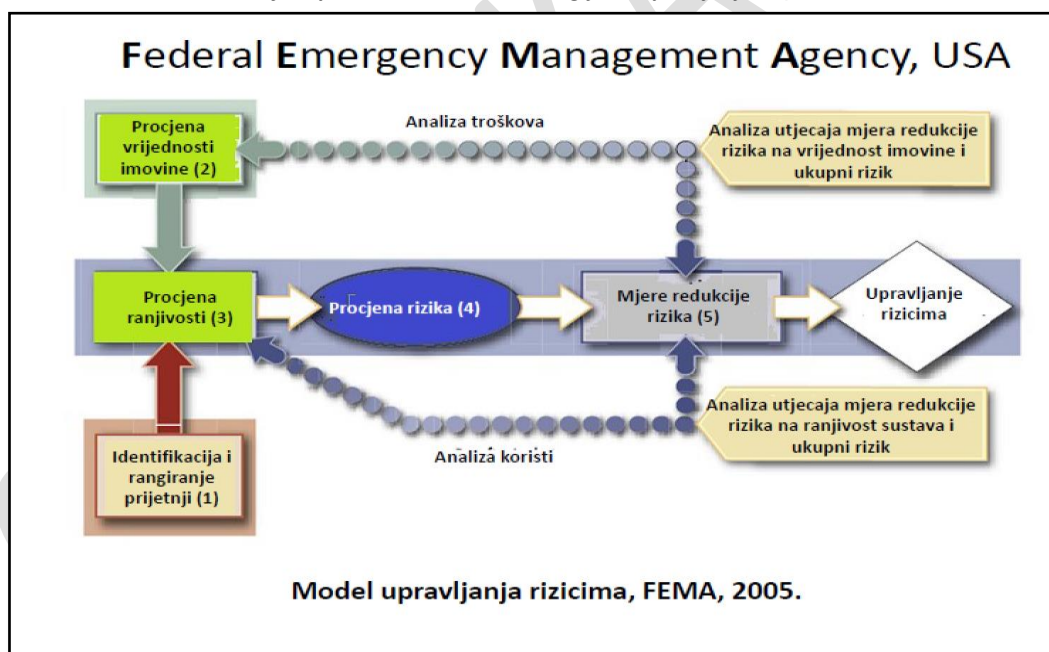 Federal Emergency Management Agency, USA
Procjena
vrijednosti
imovine (2)
Analiza troškova
Analiza utjecaja mjera redukcije
rizika na vrijednost imovine i
ukupni rizik
Procjena
ranjivosti (3)
Procjena rizika (4)
Mjere redukcije
rizika (5)
Upravljanje
rizicima
Identifikacija i
rangiranje
prijetnji (1)
Analiza koristi
Analiza utjecaja mjera redukcije
rizika na ranjivost sustava i
ukupni rizik
Model upravljanja rizicima, FEMA, 2005.